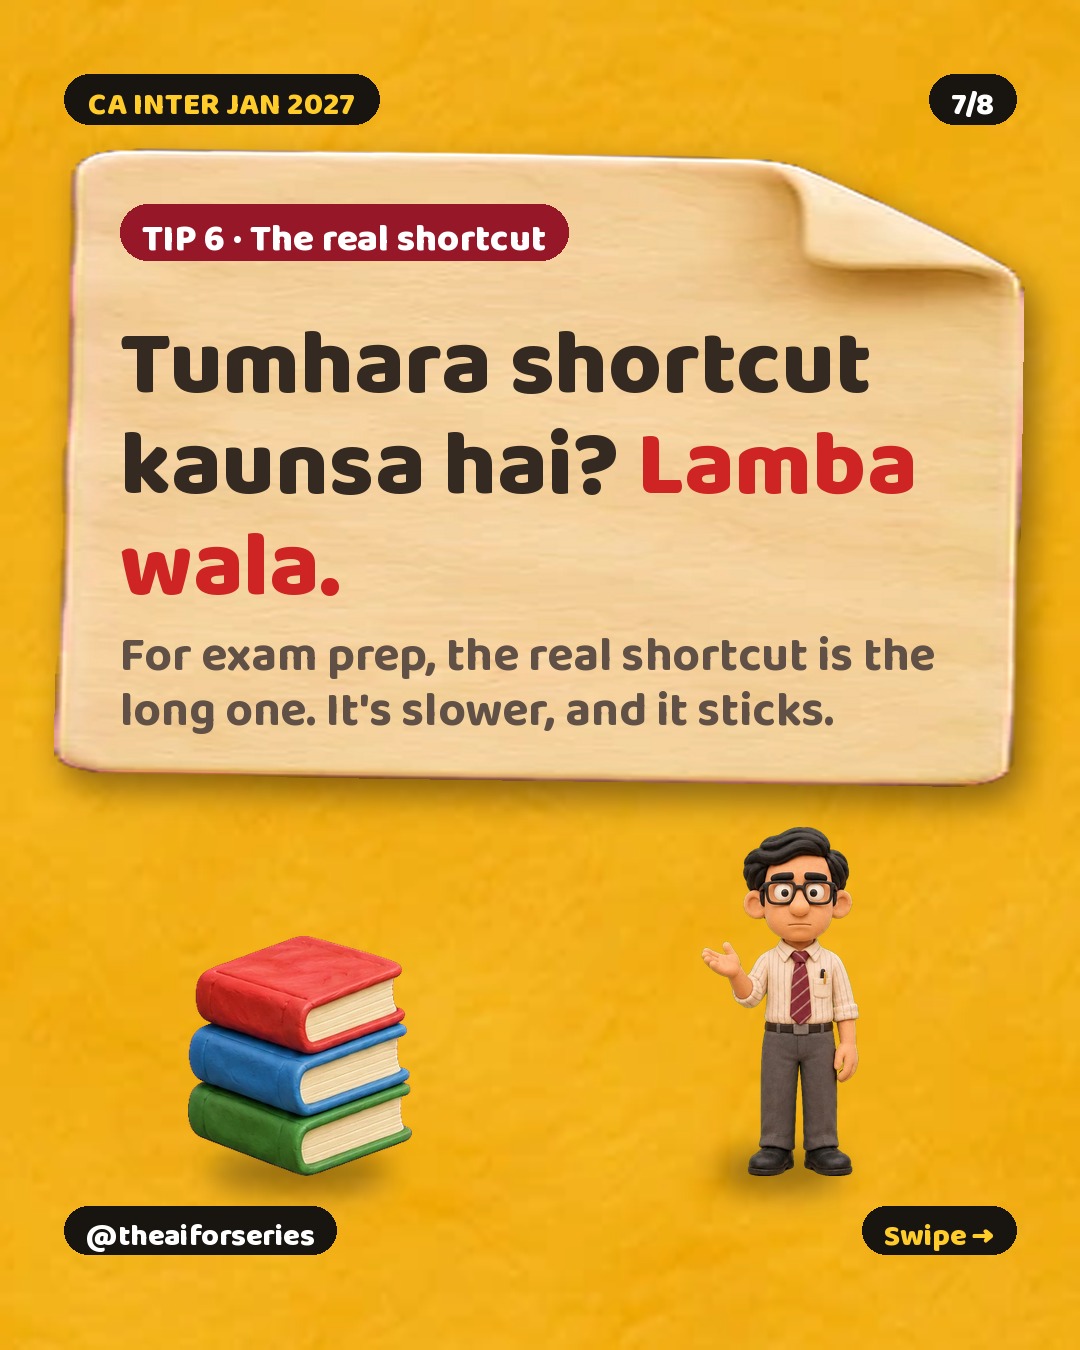 CA INTER JAN 2027
7/8
TIP 6 · The real shortcut
Tumhara shortcut
kaunsa hai? Lamba
wala.
For exam prep, the real shortcut is the
long one. It's slower, and it sticks.
@theaiforseries
Swipe →